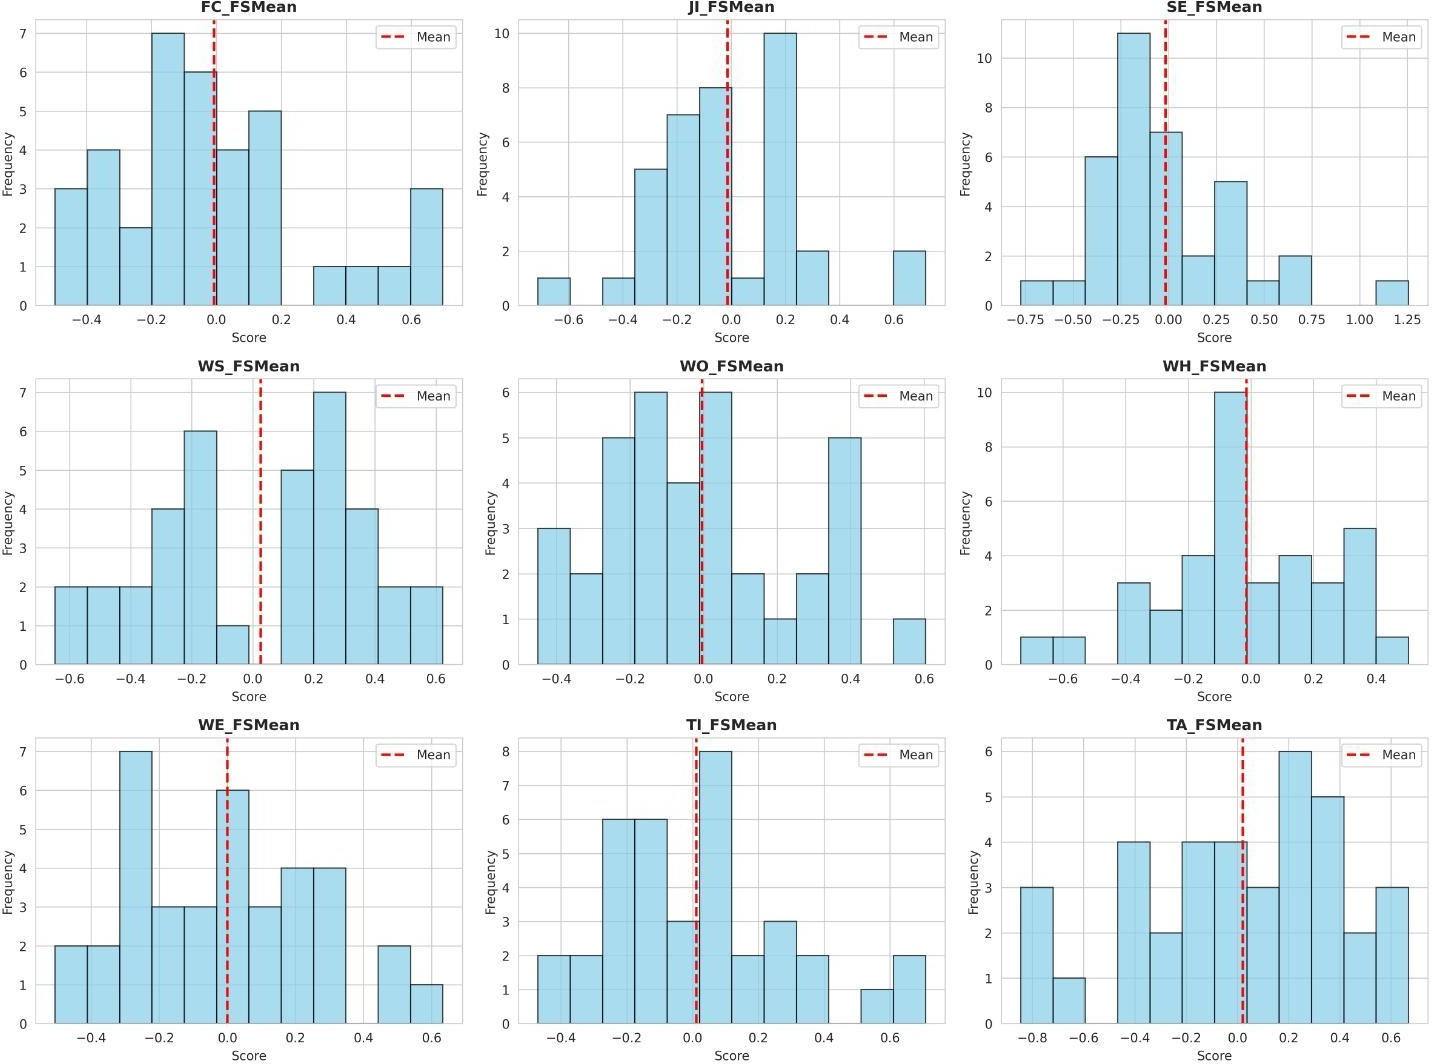 FC_FSMean
Mean
Frequency
7
6
5
4
3
2
1
0
−0.4 −0.2 0.0 0.2 0.4 0.6
Score
JI_FSMean
Mean
Frequency
10
8
6
4
2
0
−0.6 −0.4 −0.2 0.0 0.2 0.4 0.6
Score
SE_FSMean
Mean
Frequency
10
8
6
4
2
0
−0.75 −0.50 −0.25 0.00 0.25 0.50 0.75 1.00 1.25
Score
WS_FSMean
Mean
Frequency
7
6
5
4
3
2
1
0
−0.6 −0.4 −0.2 0.0 0.2 0.4 0.6
Score
WO_FSMean
Mean
Frequency
6
5
4
3
2
1
0
−0.4 −0.2 0.0 0.2 0.4 0.6
Score
WH_FSMean
Mean
Frequency
10
8
6
4
2
0
−0.6 −0.4 −0.2 0.0 0.2 0.4
Score
WE_FSMean
Mean
Frequency
7
6
5
4
3
2
1
0
−0.4 −0.2 0.0 0.2 0.4 0.6
Score
TI_FSMean
Mean
Frequency
8
7
6
5
4
3
2
1
0
−0.4 −0.2 0.0 0.2 0.4 0.6
Score
TA_FSMean
Mean
Frequency
6
5
4
3
2
1
0
−0.8 −0.6 −0.4 −0.2 0.0 0.2 0.4 0.6
Score